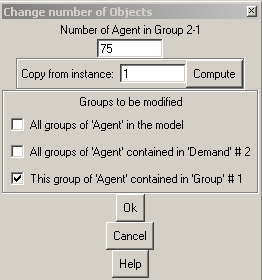 Change number of Objects
Number of Agent in Group 2-1
75
Copy from instance: 1 Compute
Groups to be modified
All groups of 'Agent' in the model
All groups of 'Agent' contained in 'Demand' # 2
This group of 'Agent' contained in 'Group' # 1
Ok
Cancel
Help